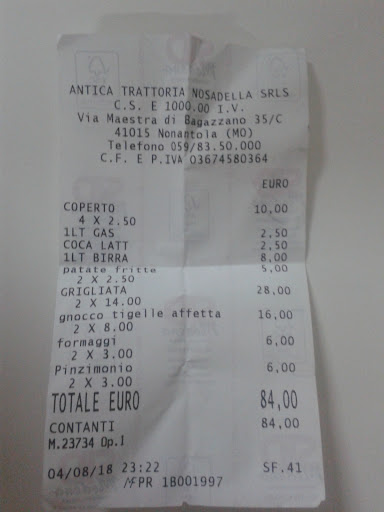 ANTICA TRATTORIA NOSADELLA SRLS
C.S. E 1000.00 I.V.
Via Maestra di Bagazzano 35/C
41015 Nonantola (MO)
Telefono 059/83.50.000
C.F. E P.IVA 03674580364
EURO
COPERTO 10,00
4 X 2.50
1LT GAS 2,50
COCA LATT 2,50
1LT BIRRA 8,00
patate fritte 5,00
2 X 2.50
GRIGLIATA 28,00
2 X 14.00
gnocco tigelle affetta 16,00
2 X 8.00
formaggi 6,00
2 X 3.00
Pinzimonio 6,00
2 X 3.00
TOTALE EURO 84,00
CONTANTI 84,00
M.23734 Op.1
04/08/18 23:22 SF.41
MFPR 18001997